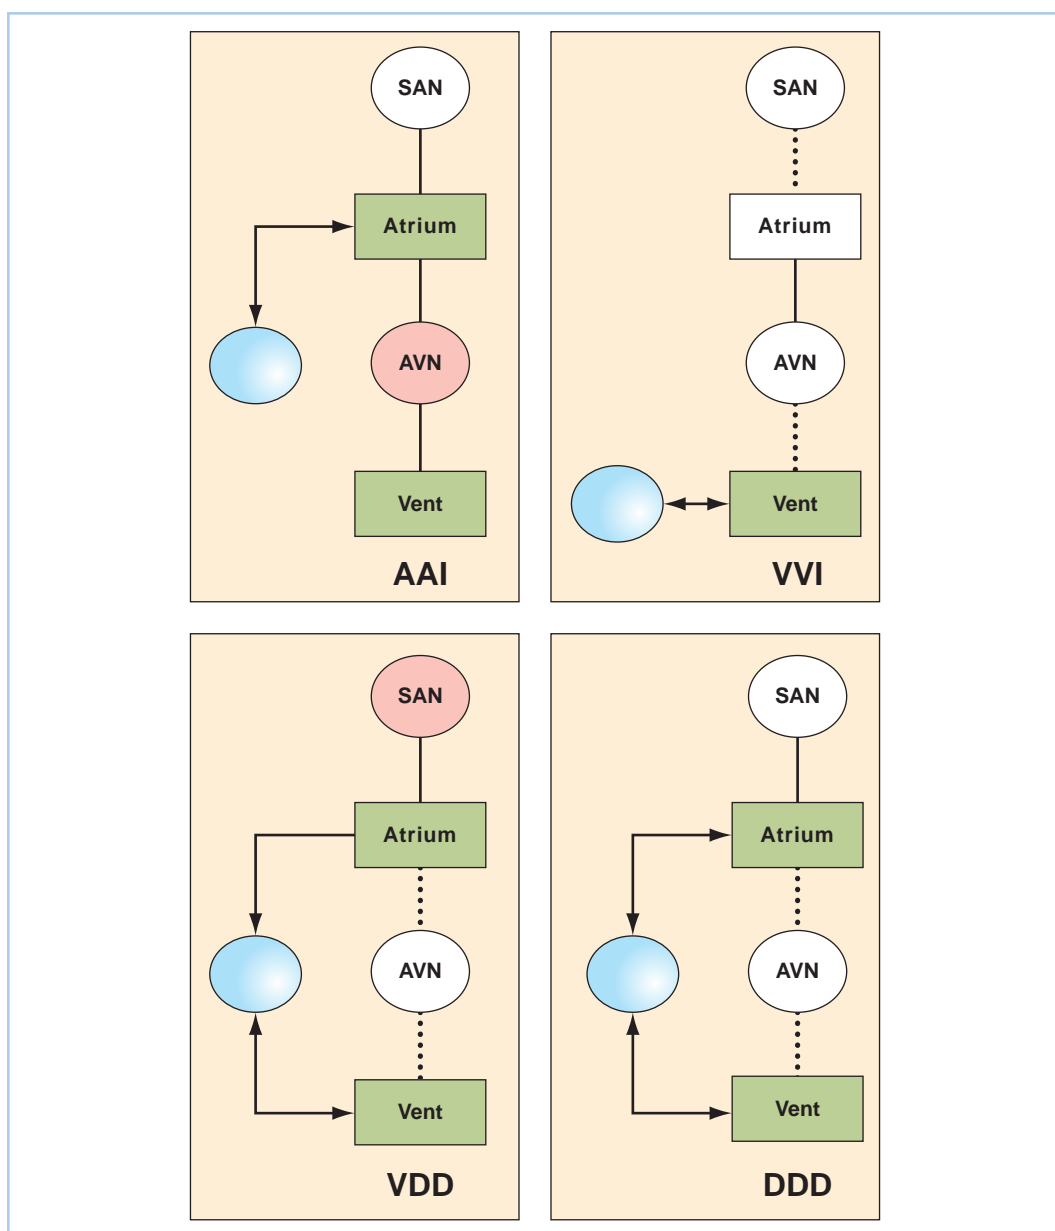 SAN
Atrium
AVN
Vent
AAI
SAN
Atrium
AVN
Vent
VVI
SAN
Atrium
AVN
Vent
VDD
SAN
Atrium
AVN
Vent
DDD